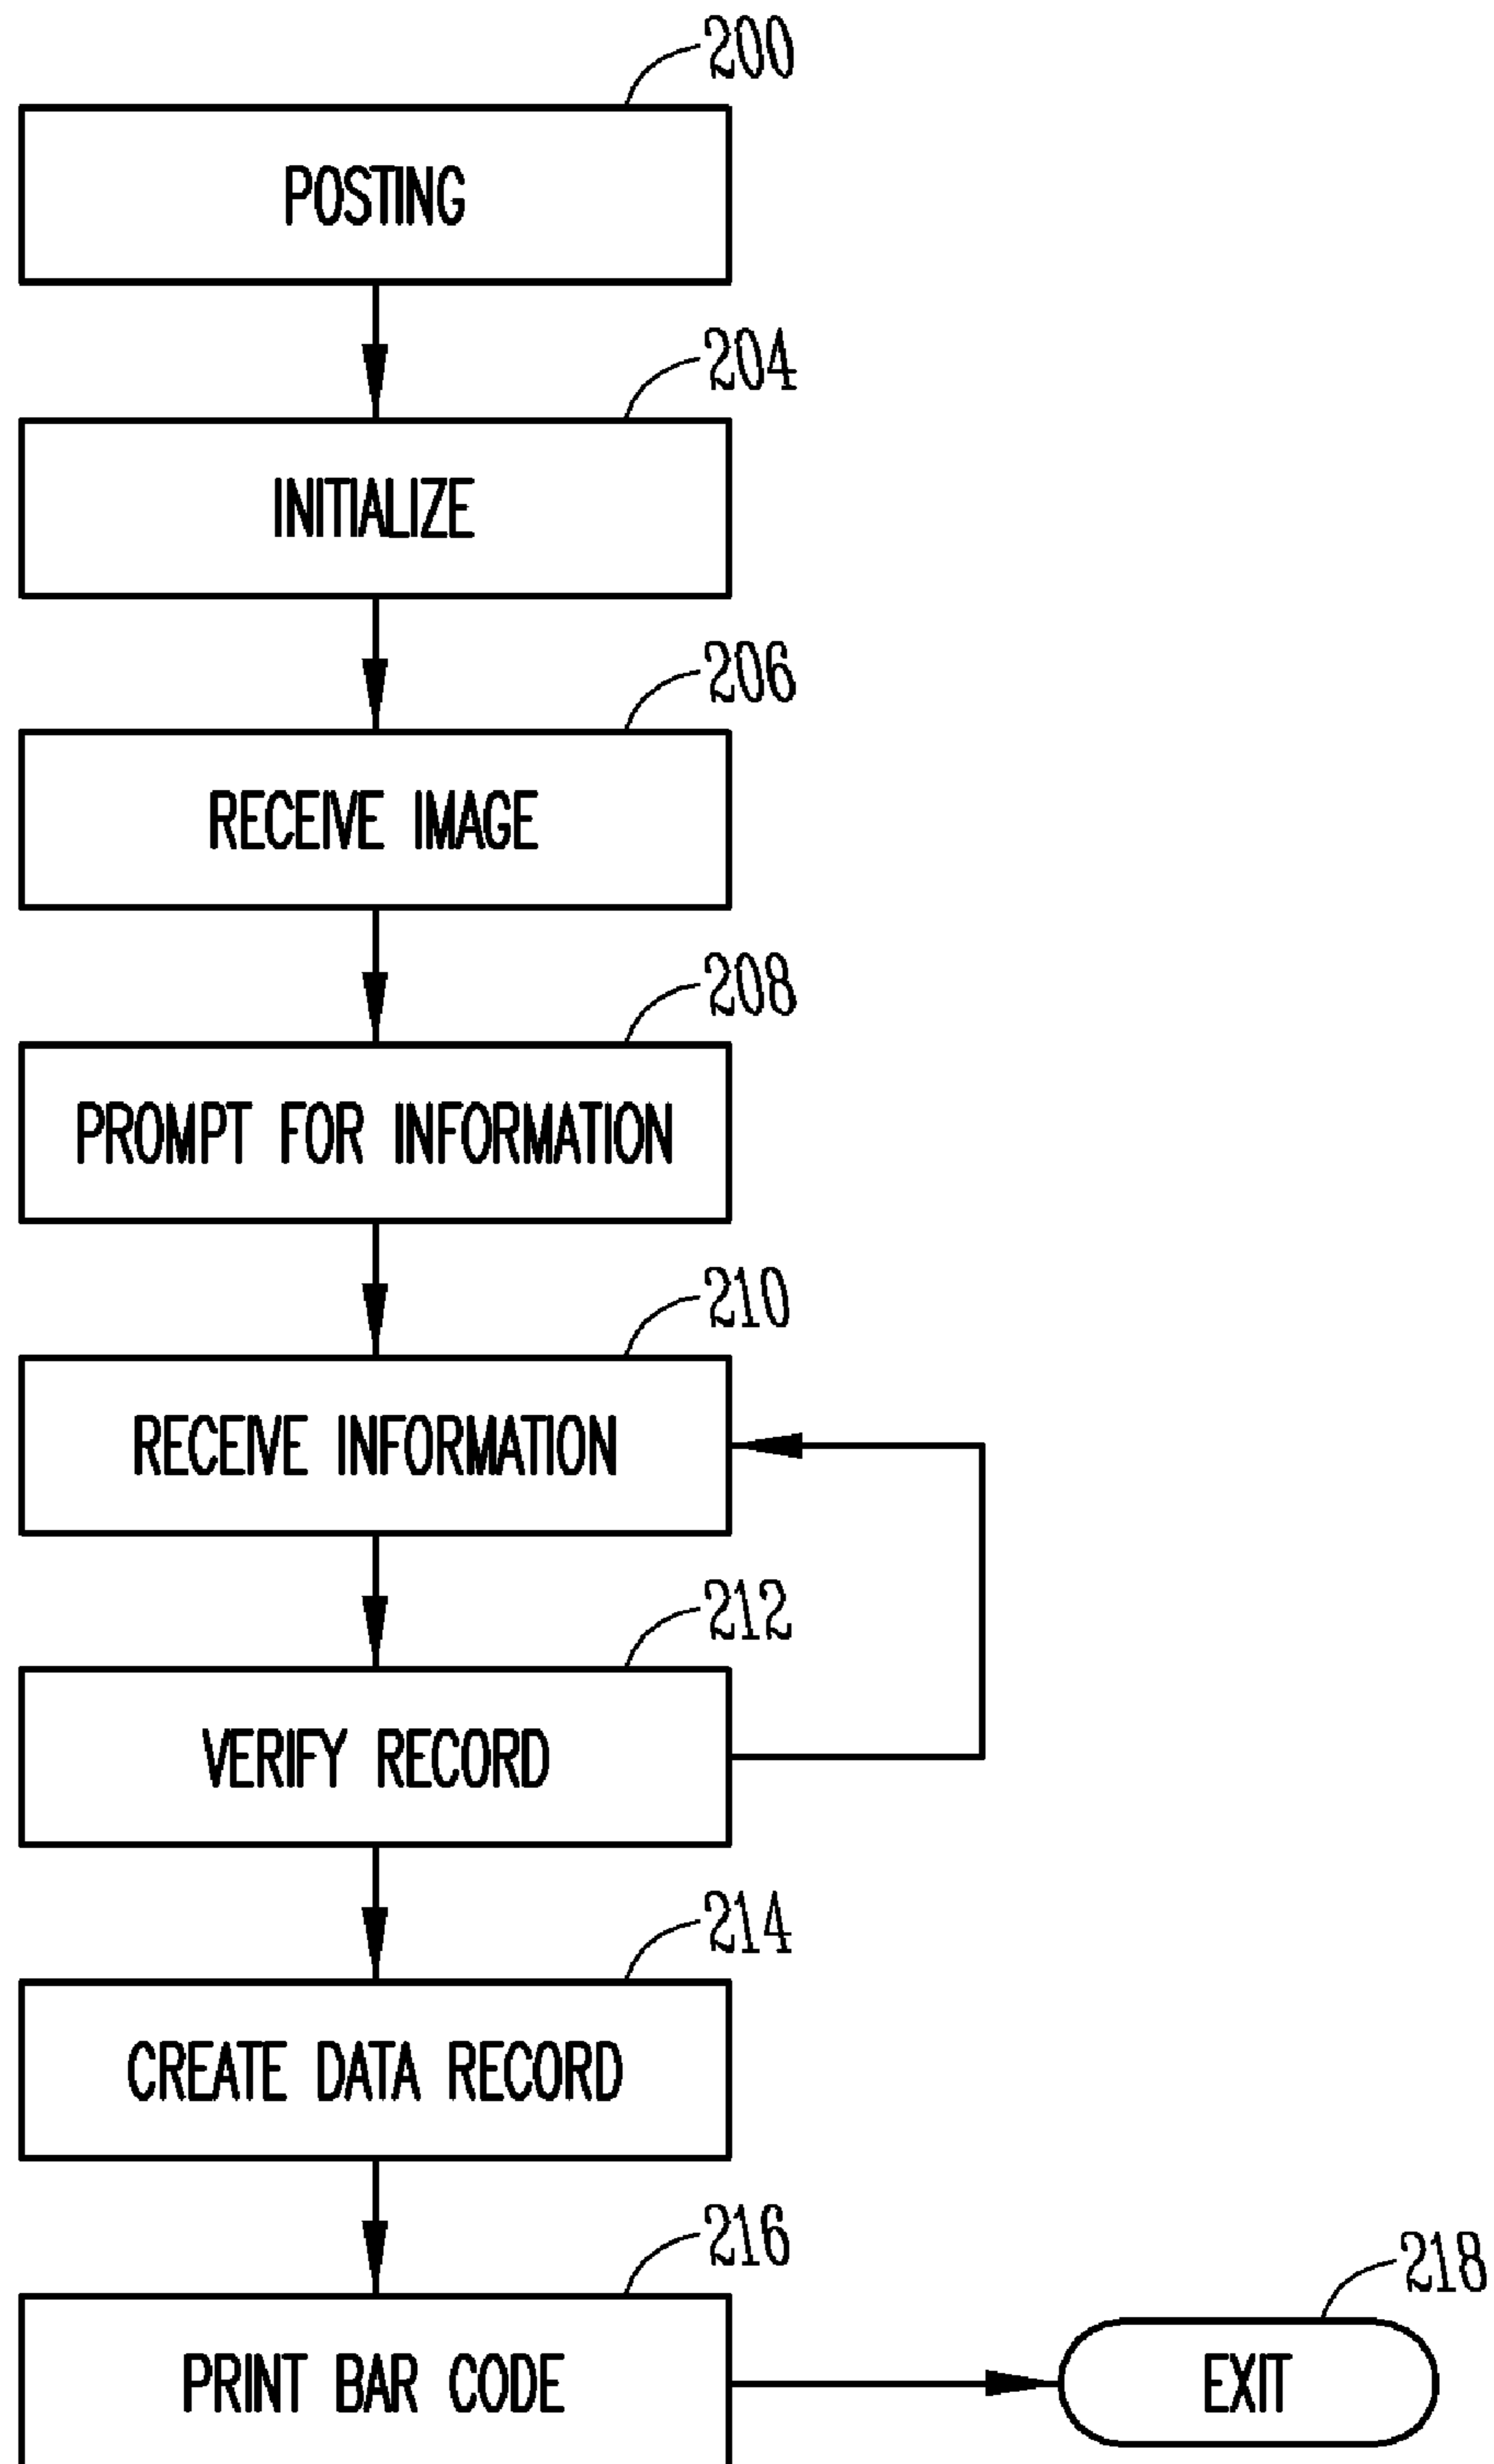 200
POSTING
204
INITIALIZE
206
RECEIVE IMAGE
208
PROMPT FOR INFORMATION
210
RECEIVE INFORMATION
212
VERIFY RECORD
214
CREATE DATA RECORD
216
PRINT BAR CODE
218
EXIT